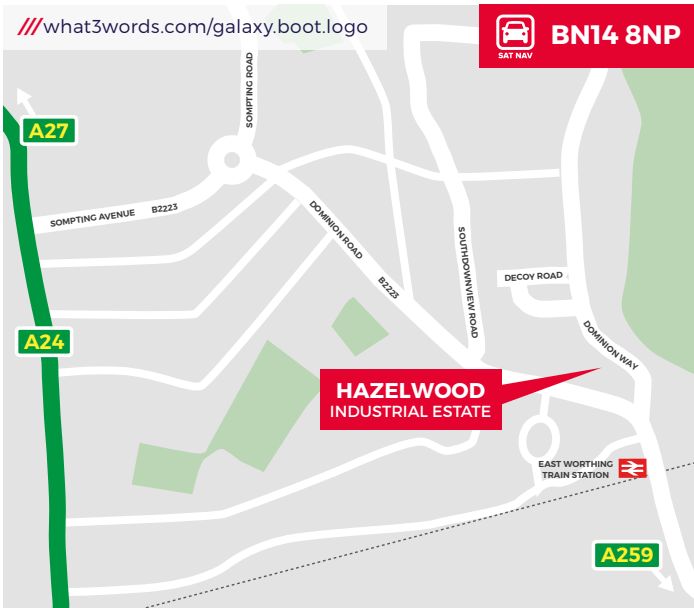 ///what3words.com/galaxy.boot.logo
SAT NAV
BN14 8NP
SOMPTING ROAD
A27
SOMPTING AVENUE B2223
DOMINION ROAD
B2223
SOUTHDOWNVIEW ROAD
DECOY ROAD
DOMINION WAY
A24
HAZELWOOD
INDUSTRIAL ESTATE
EAST WORTHING
TRAIN STATION
A259